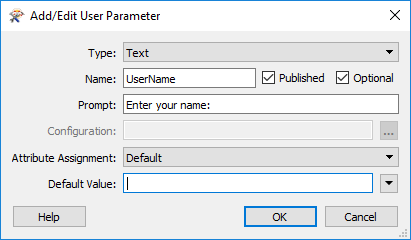 Add/Edit User Parameter
Type: Text
Name: UserName Published Optional
Prompt: Enter your name:
Configuration: ...
Attribute Assignment: Default
Default Value:
Help OK Cancel